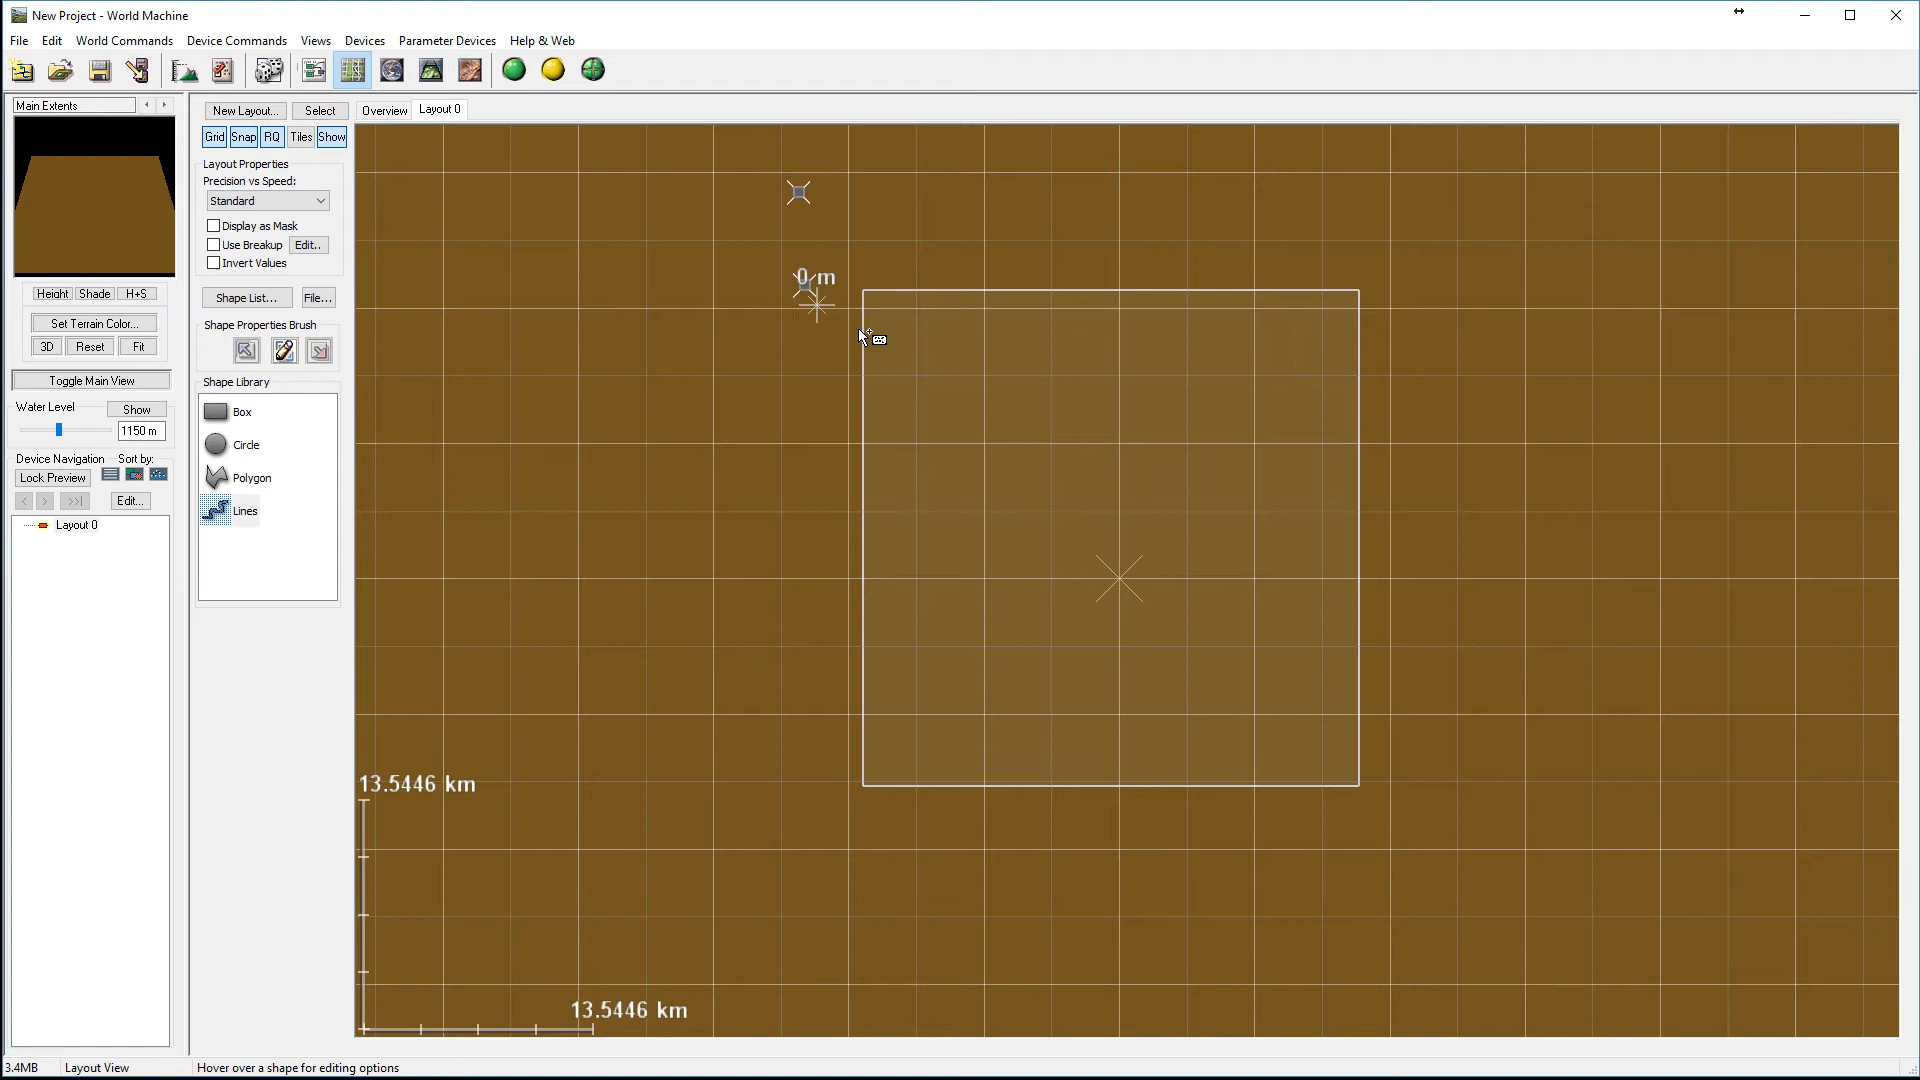 New Project - World Machine
File Edit World Commands Device Commands Views Devices Parameter Devices Help & Web
Main Extents
New Layout... Select Overview Layout 0
Grid Snap RQ Tiles Show
Layout Properties
Precision vs Speed:
Standard
Display as Mask
Use Breakup Edit..
Invert Values
0 m
Height Shade H+S
Shape List... File...
Set Terrain Color...
Shape Properties Brush
3D Reset Fit
Toggle Main View
Shape Library
Water Level Show
Box
1150 m
Circle
Device Navigation Sort by:
Lock Preview
Polygon
< > >>| Edit...
Lines
Layout 0
13.5446 km
13.5446 km
3.4MB Layout View Hover over a shape for editing options